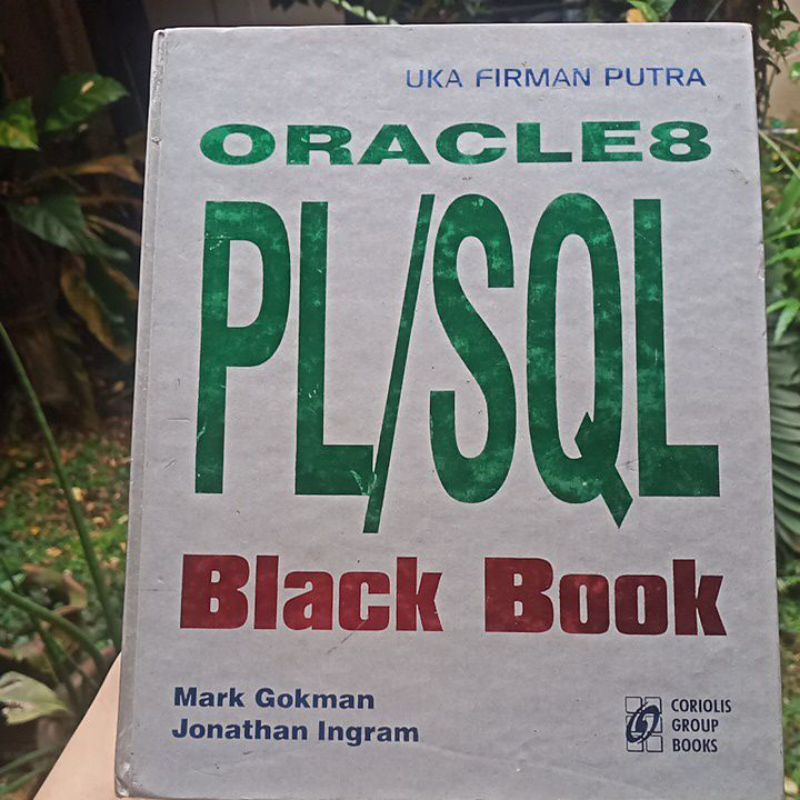 UKA FIRMAN PUTRA
ORACLE8
PL/SQL
Black Book
Mark Gokman
Jonathan Ingram
CORIOLIS
GROUP
BOOKS